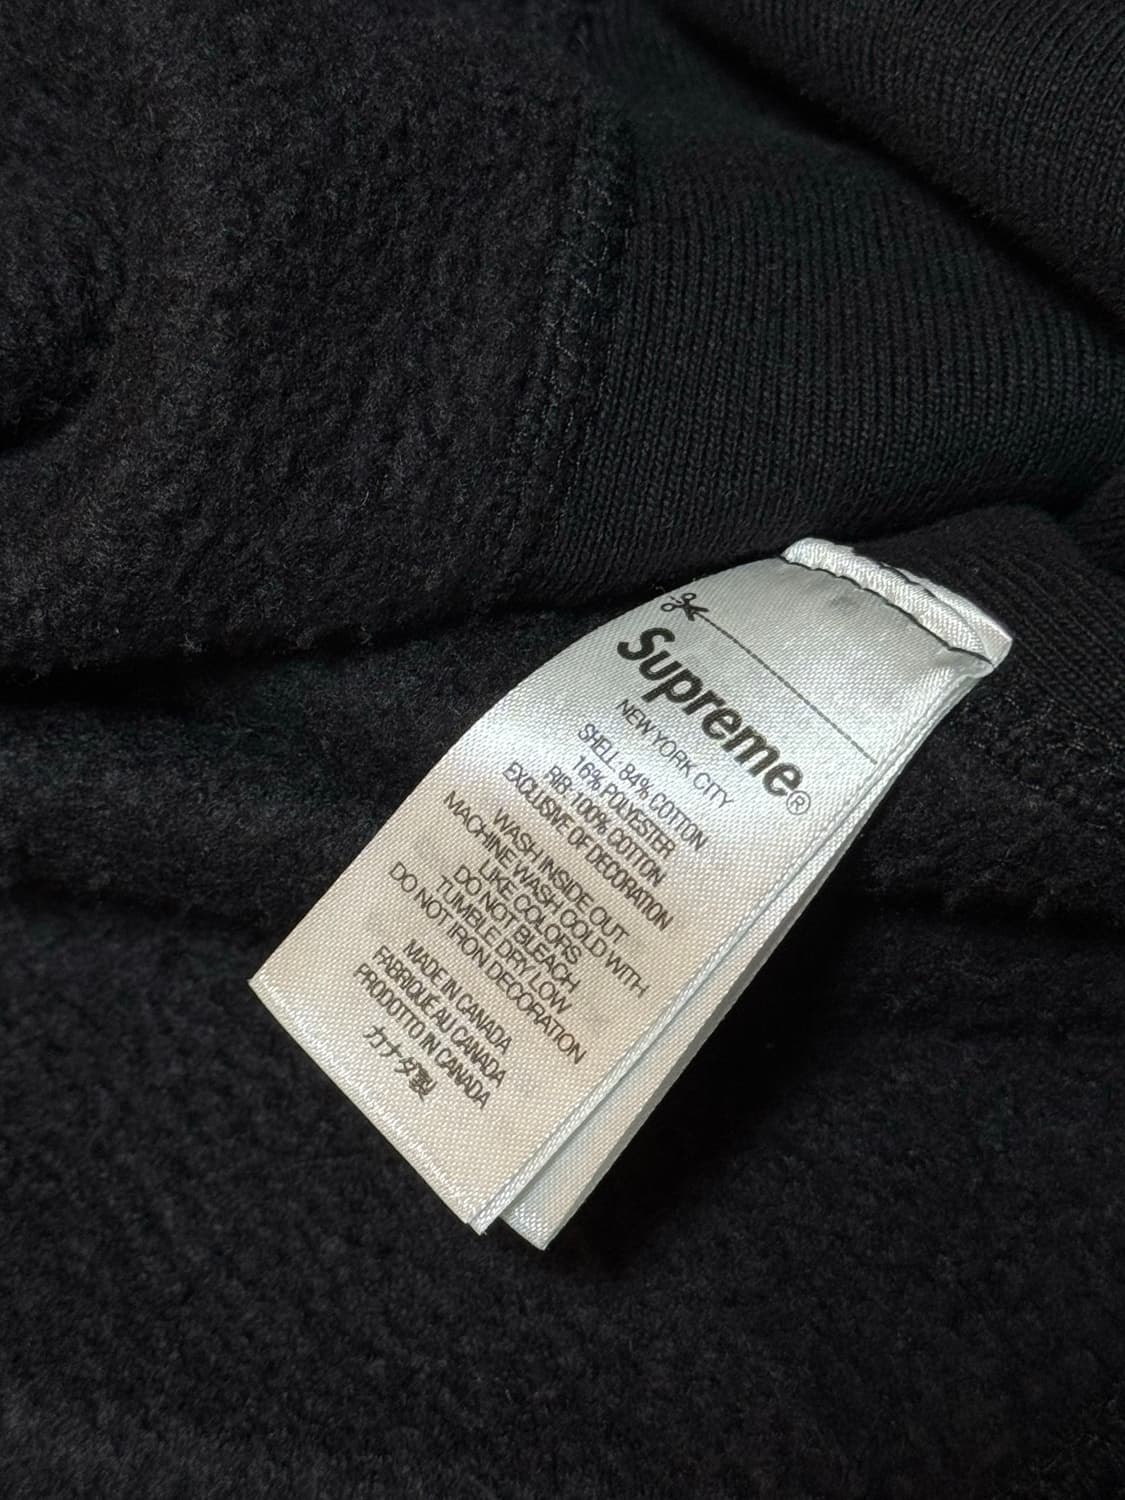 Supreme®
NEW YORK CITY
SHELL 84% COTTON
16% POLYESTER
RIB 100% COTTON
EXCLUSIVE OF DECORATION
WASH INSIDE OUT
MACHINE WASH COLD WITH
LIKE COLORS
DO NOT BLEACH
TUMBLE DRY LOW
DO NOT IRON DECORATION
MADE IN CANADA
FABRIQUÉ AU CANADA
PRODOTTO IN CANADA
カナダ製